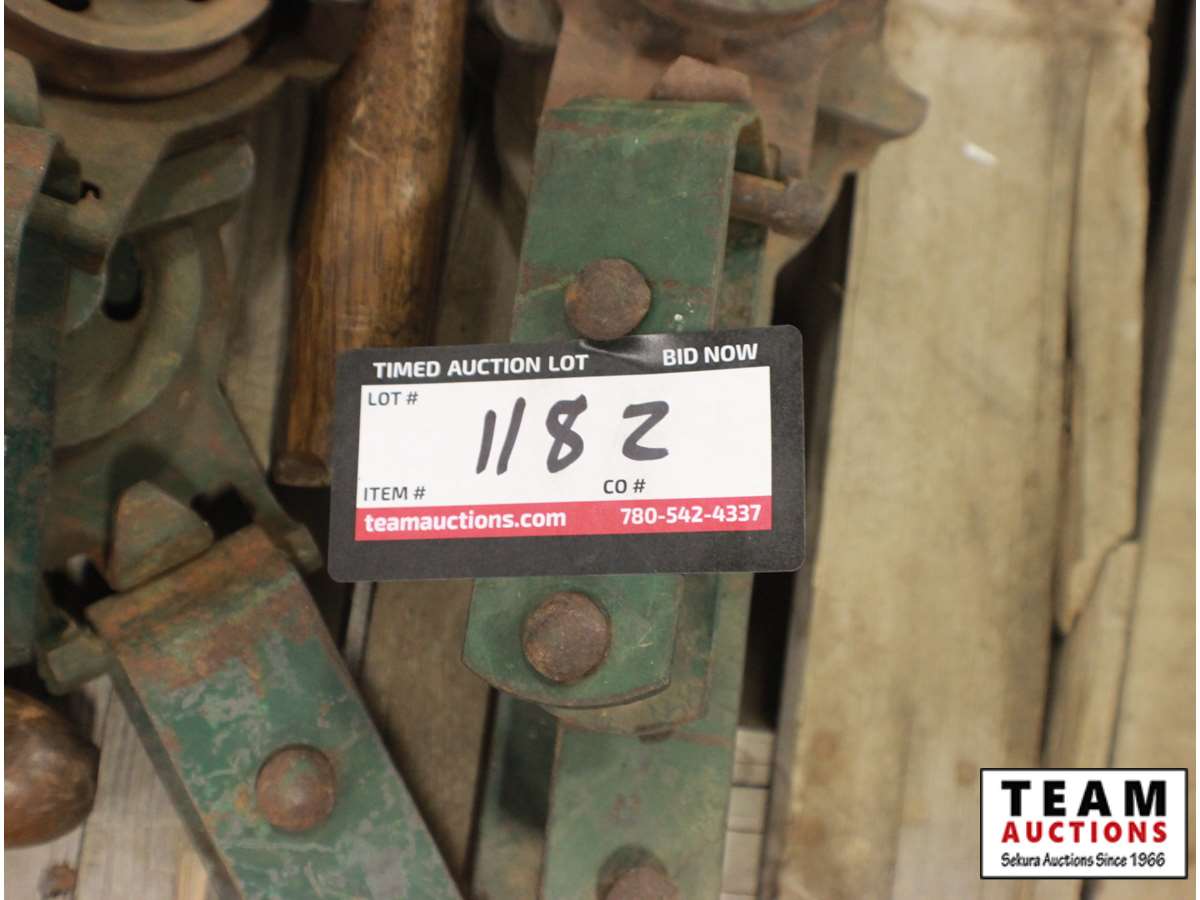 TIMED AUCTION LOT BID NOW
LOT #
1182
ITEM # CO #
teamauctions.com 780-542-4337
TEAM
AUCTIONS
Sekura Auctions Since 1966